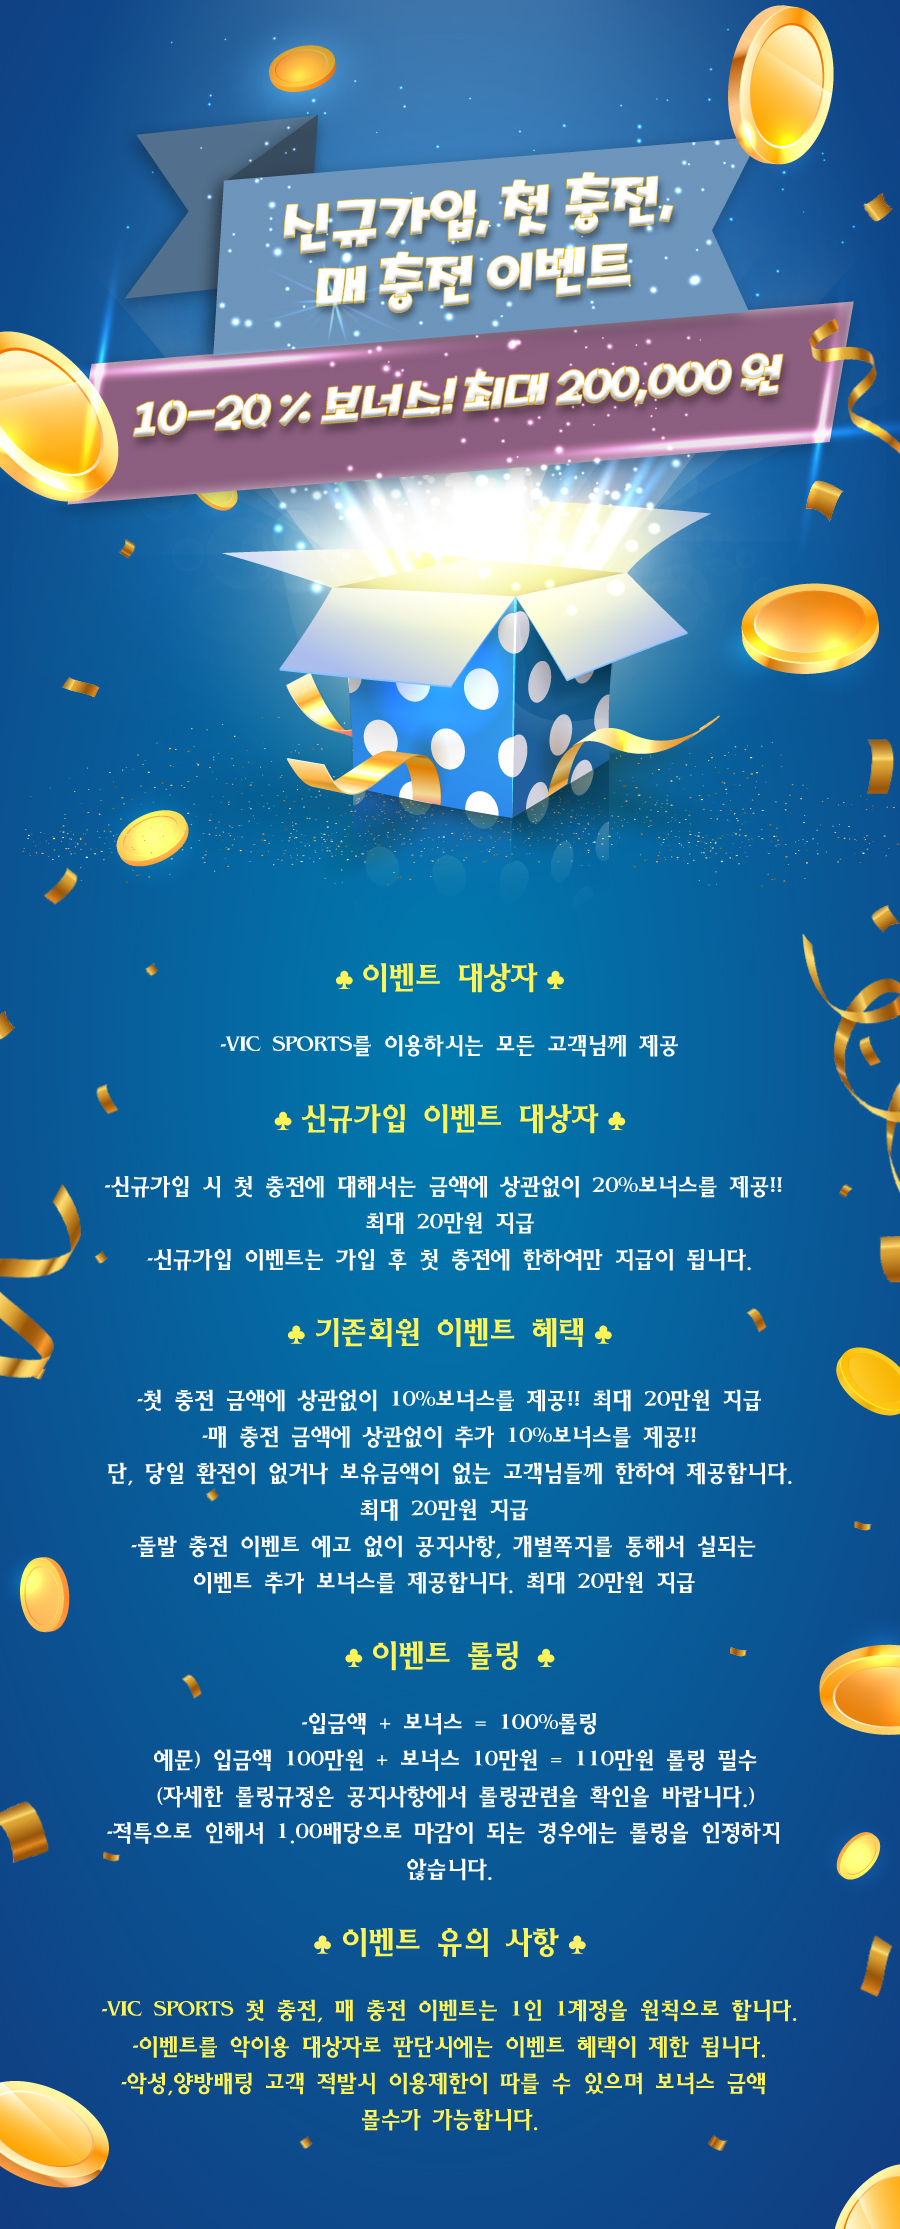 신규가입, 첫 충전,
매 충전 이벤트
10-20 % 보너스! 최대 200,000 원
♣ 이벤트 대상자 ♣
-VIC SPORTS를 이용하시는 모든 고객님께 제공
♣ 신규가입 이벤트 대상자 ♣
-신규가입 시 첫 충전에 대해서는 금액에 상관없이 20%보너스를 제공!!
최대 20만원 지급
-신규가입 이벤트는 가입 후 첫 충전에 한하여만 지급이 됩니다.
♣ 기존회원 이벤트 혜택 ♣
-첫 충전 금액에 상관없이 10%보너스를 제공!! 최대 20만원 지급
-매 충전 금액에 상관없이 추가 10%보너스를 제공!!
단, 당일 환전이 없거나 보유금액이 없는 고객님들께 한하여 제공합니다.
최대 20만원 지급
-돌발 충전 이벤트 예고 없이 공지사항, 개별쪽지를 통해서 실되는
이벤트 추가 보너스를 제공합니다. 최대 20만원 지급
♣ 이벤트 롤링 ♣
-입금액 + 보너스 = 100%롤링
예문) 입금액 100만원 + 보너스 10만원 = 110만원 롤링 필수
(자세한 롤링규정은 공지사항에서 롤링관련을 확인을 바랍니다.)
-적특으로 인해서 1.00배당으로 마감이 되는 경우에는 롤링을 인정하지
않습니다.
♣ 이벤트 유의 사항 ♣
-VIC SPORTS 첫 충전, 매 충전 이벤트는 1인 1계정을 원칙으로 합니다.
-이벤트를 악이용 대상자로 판단시에는 이벤트 혜택이 제한 됩니다.
-악성,양방배팅 고객 적발시 이용제한이 따를 수 있으며 보너스 금액
몰수가 가능합니다.